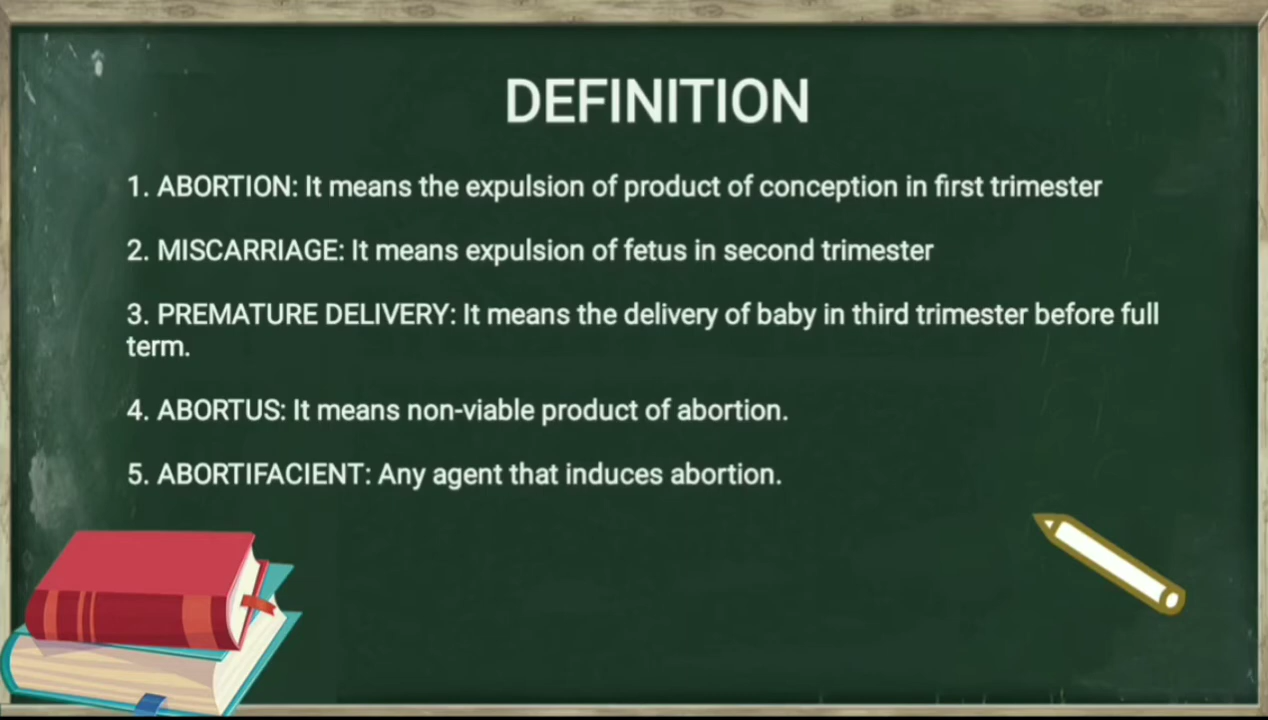 DEFINITION
1. ABORTION: It means the expulsion of product of conception in first trimester
2. MISCARRIAGE: It means expulsion of fetus in second trimester
3. PREMATURE DELIVERY: It means the delivery of baby in third trimester before full
term.
4. ABORTUS: It means non-viable product of abortion.
5. ABORTIFACIENT: Any agent that induces abortion.